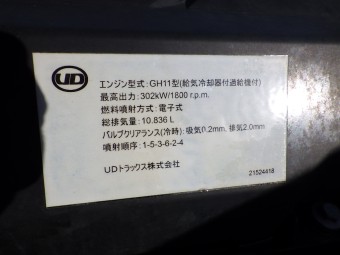 UD
エンジン型式:GH11型(給気冷却器付過給機付)
最高出力:302kW/1800 r.p.m.
燃料噴射方式:電子式
総排気量:10.836 L
バルブクリアランス(冷時):吸気0.2mm, 排気2.0mm
噴射順序:1-5-3-6-2-4
UDトラックス株式会社
21524418